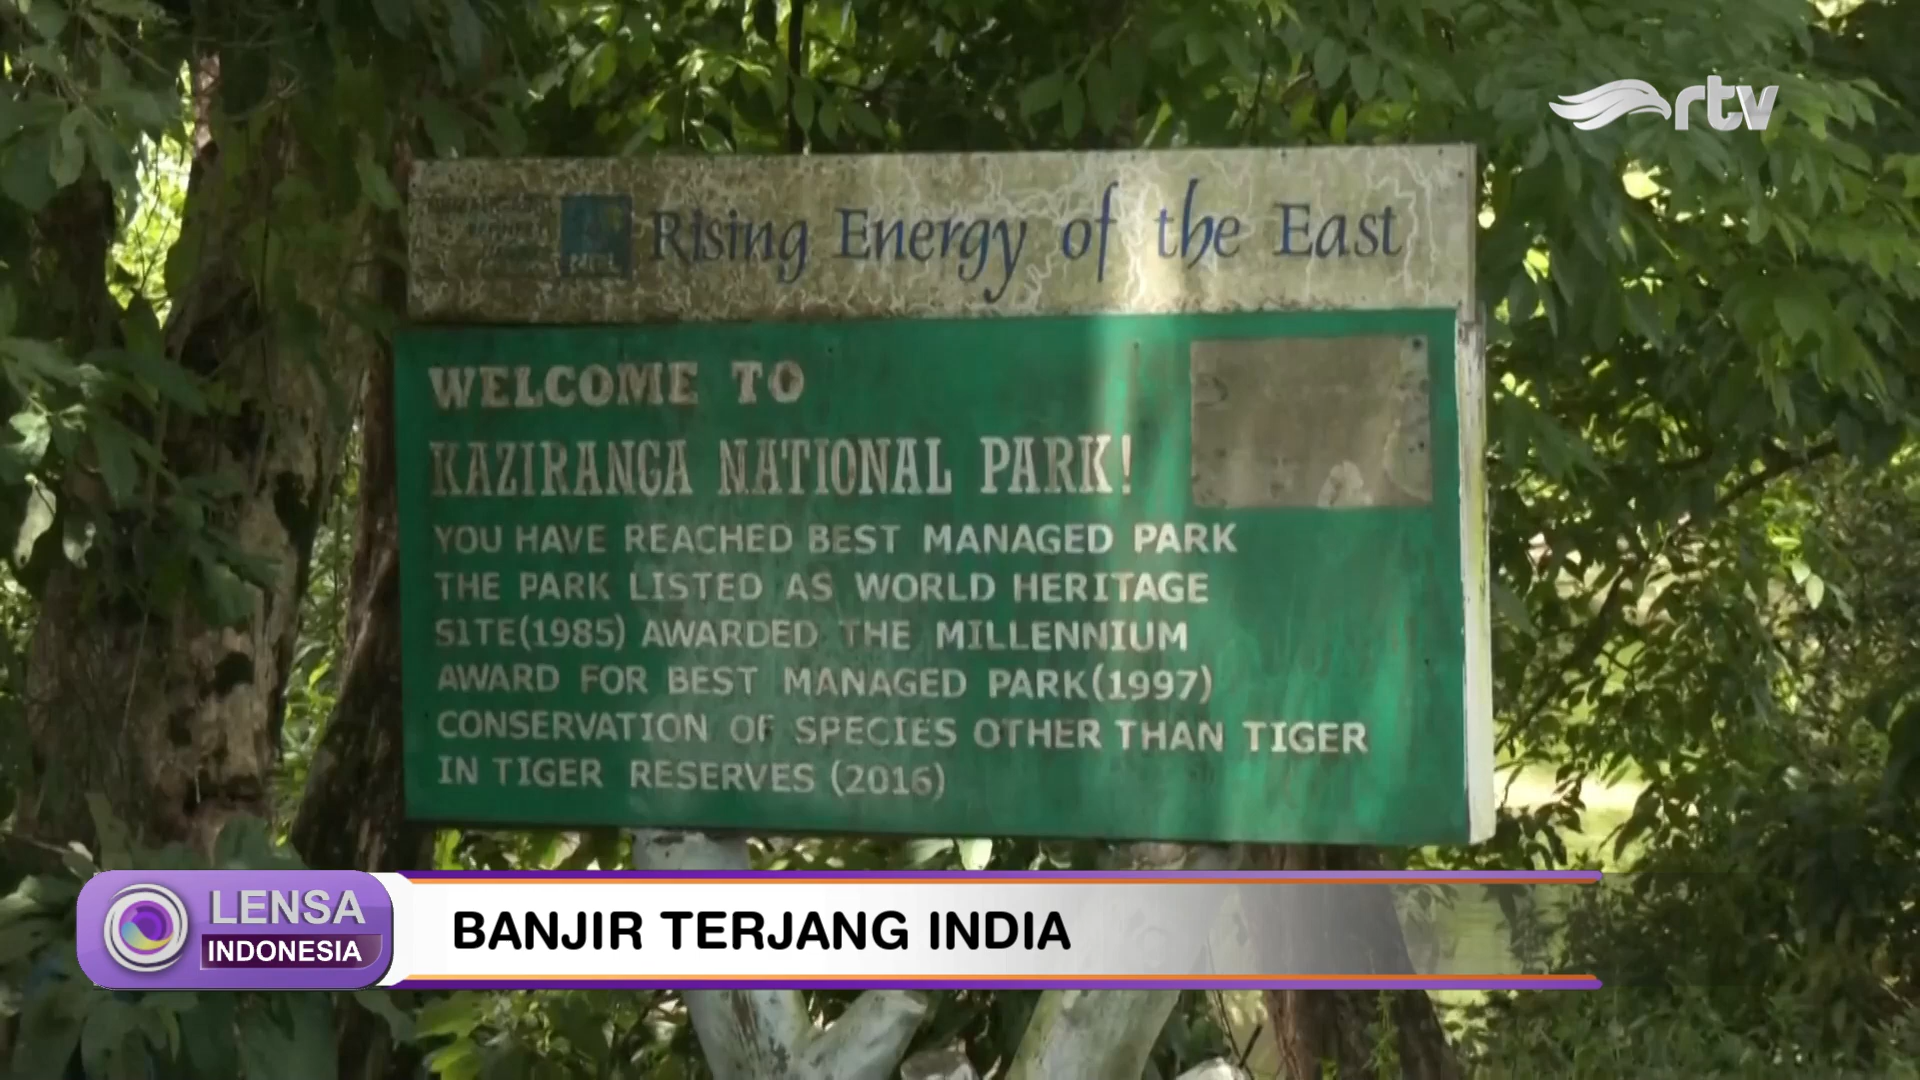 rtv
Rising Energy of the East
WELCOME TO
KAZIRANGA NATIONAL PARK!
YOU HAVE REACHED BEST MANAGED PARK
THE PARK LISTED AS WORLD HERITAGE
SITE(1985) AWARDED THE MILLENNIUM
AWARD FOR BEST MANAGED PARK(1997)
CONSERVATION OF SPECIES OTHER THAN TIGER
IN TIGER RESERVES (2016)
LENSA
INDONESIA
BANJIR TERJANG INDIA